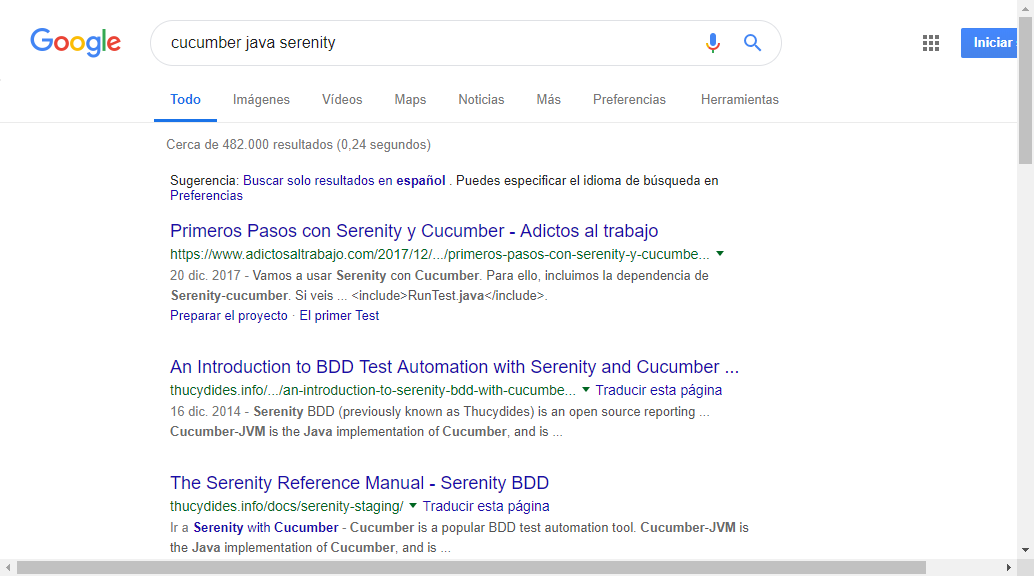 Google
cucumber java serenity
Iniciar
Todo Imágenes Vídeos Maps Noticias Más Preferencias Herramientas
Cerca de 482.000 resultados (0,24 segundos)
Sugerencia: Buscar solo resultados en español . Puedes especificar el idioma de búsqueda en
Preferencias
Primeros Pasos con Serenity y Cucumber - Adictos al trabajo
https://www.adictosaltrabajo.com/2017/12/.../primeros-pasos-con-serenity-y-cucumbe...
20 dic. 2017 - Vamos a usar Serenity con Cucumber. Para ello, incluimos la dependencia de
Serenity-cucumber. Si veis ... <include>RunTest.java</include>.
Preparar el proyecto · El primer Test
An Introduction to BDD Test Automation with Serenity and Cucumber ...
thucydides.info/.../an-introduction-to-serenity-bdd-with-cucumbe... Traducir esta página
16 dic. 2014 - Serenity BDD (previously known as Thucydides) is an open source reporting ...
Cucumber-JVM is the Java implementation of Cucumber, and is ...
The Serenity Reference Manual - Serenity BDD
thucydides.info/docs/serenity-staging/ Traducir esta página
Ir a Serenity with Cucumber - Cucumber is a popular BDD test automation tool. Cucumber-JVM is
the Java implementation of Cucumber, and is ...